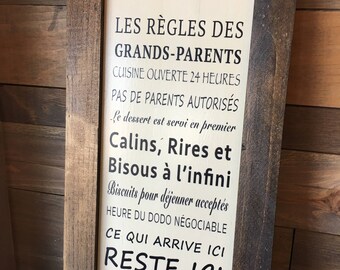 LES RÈGLES DES
GRANDS-PARENTS
CUISINE OUVERTE 24 HEURES
PAS DE PARENTS AUTORISÉS
Le dessert est servi en premier
Calins, Rires et
Bisous à l'infini
Biscuits pour déjeuner acceptés
HEURE DU DODO NÉGOCIABLE
CE QUI ARRIVE ICI
RESTE ICI